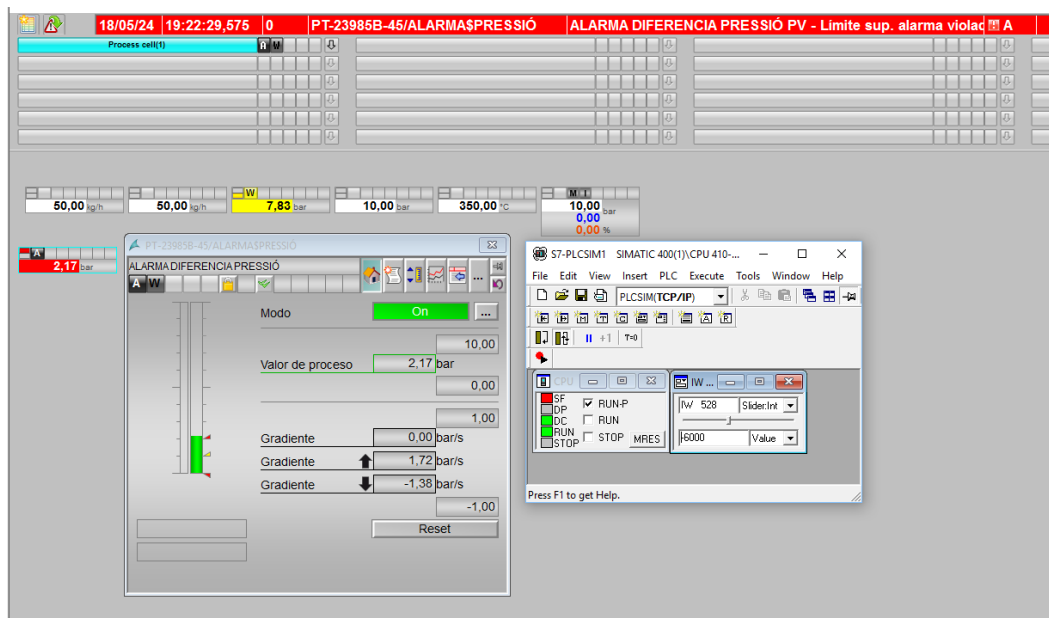 18/05/24 19:22:29,575 0 PT-23985B-45/ALARMA$PRESSIÓ ALARMA DIFERENCIA PRESSIÓ PV - Limite sup. alarma violac A
Process cell(1) A W
50,00 kg/h
50,00 kg/h
W
7,83 bar
10,00 bar
350,00 °C
M I
10,00 bar
0,00
0,00 %
A
2,17 bar
PT-23985B-45/ALARMA$PRESSIÓ
ALARMA DIFERENCIA PRESSIÓ
A W
...
Modo On ...
10,00
Valor de proceso 2,17 bar
0,00
1,00
Gradiente 0,00 bar/s
Gradiente 1,72 bar/s
Gradiente -1,38 bar/s
-1,00
Reset
S7-PLCSIM1 SIMATIC 400(1)\CPU 410-...
File Edit View Insert PLC Execute Tools Window Help
PLCSIM(TCP/IP)
+1 T=0
CPU
SF
DP
DC
RUN
STOP
RUN-P
RUN
STOP MRES
IW ...
IW 528 Slider:Int
-6000 Value
Press F1 to get Help.